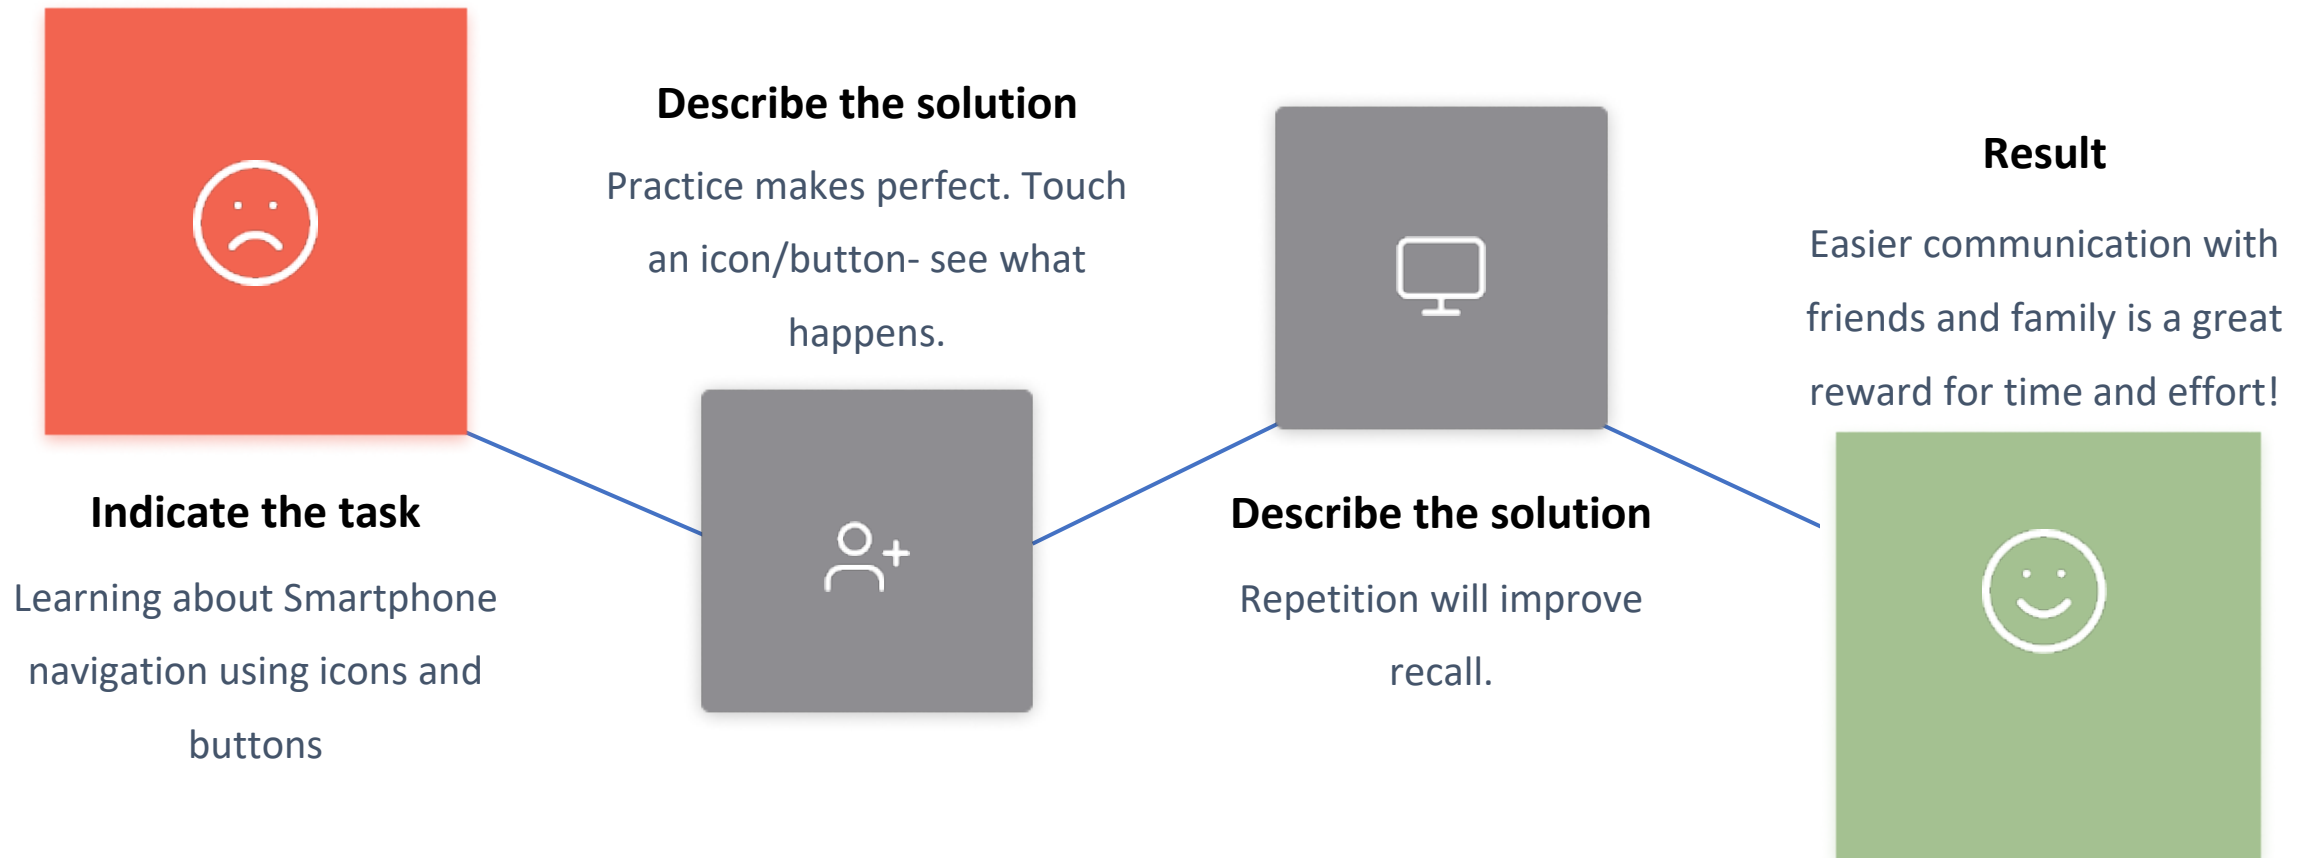 Indicate the task
Learning about Smartphone
navigation using icons and
buttons
Describe the solution
Practice makes perfect. Touch
an icon/button- see what
happens.
Describe the solution
Repetition will improve
recall.
Result
Easier communication with
friends and family is a great
reward for time and effort!